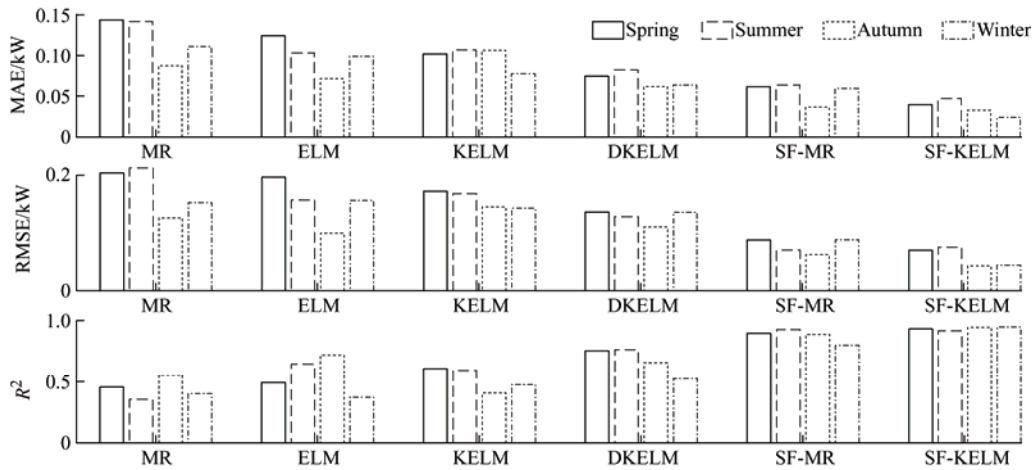 0.15
0.10
0.05
0
MAE/kW
Spring Summer Autumn Winter
MR ELM KELM DKELM SF-MR SF-KELM
0.2
0
RMSE/kW
MR ELM KELM DKELM SF-MR SF-KELM
1.0
0.5
0
R²
MR ELM KELM DKELM SF-MR SF-KELM